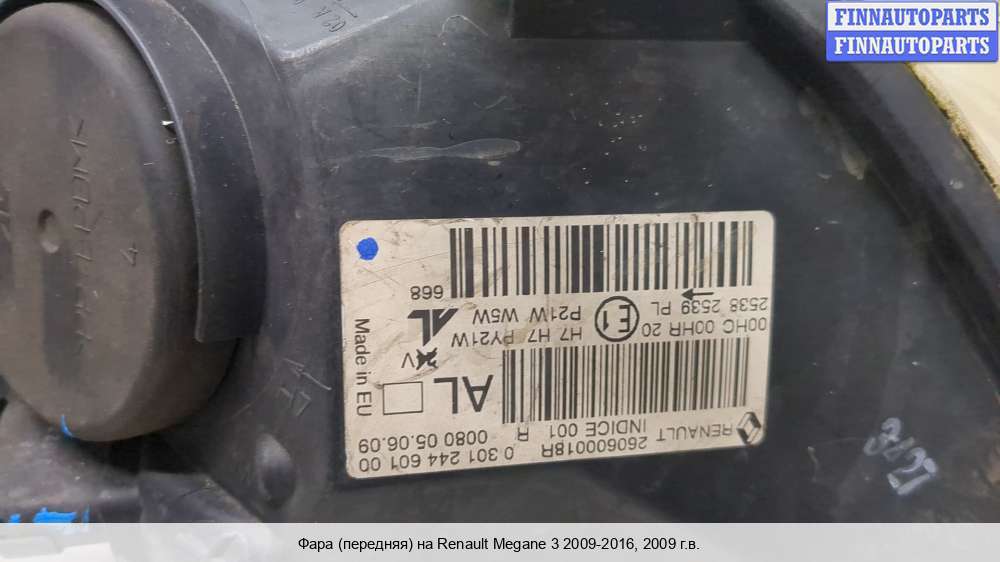 FINNAUTOPARTS
FINNAUTOPARTS
RENAULT
260600018R
0 301 244 601 00
INDICE 001 R
0080 05.06.09
AL
Made in EU
00HC 00HR 20
H7 H7 PY21W
V
E1
2538 2539 PL
P21W W5W
AL
668
4
Фара (передняя) на Renault Megane 3 2009-2016, 2009 г.в.